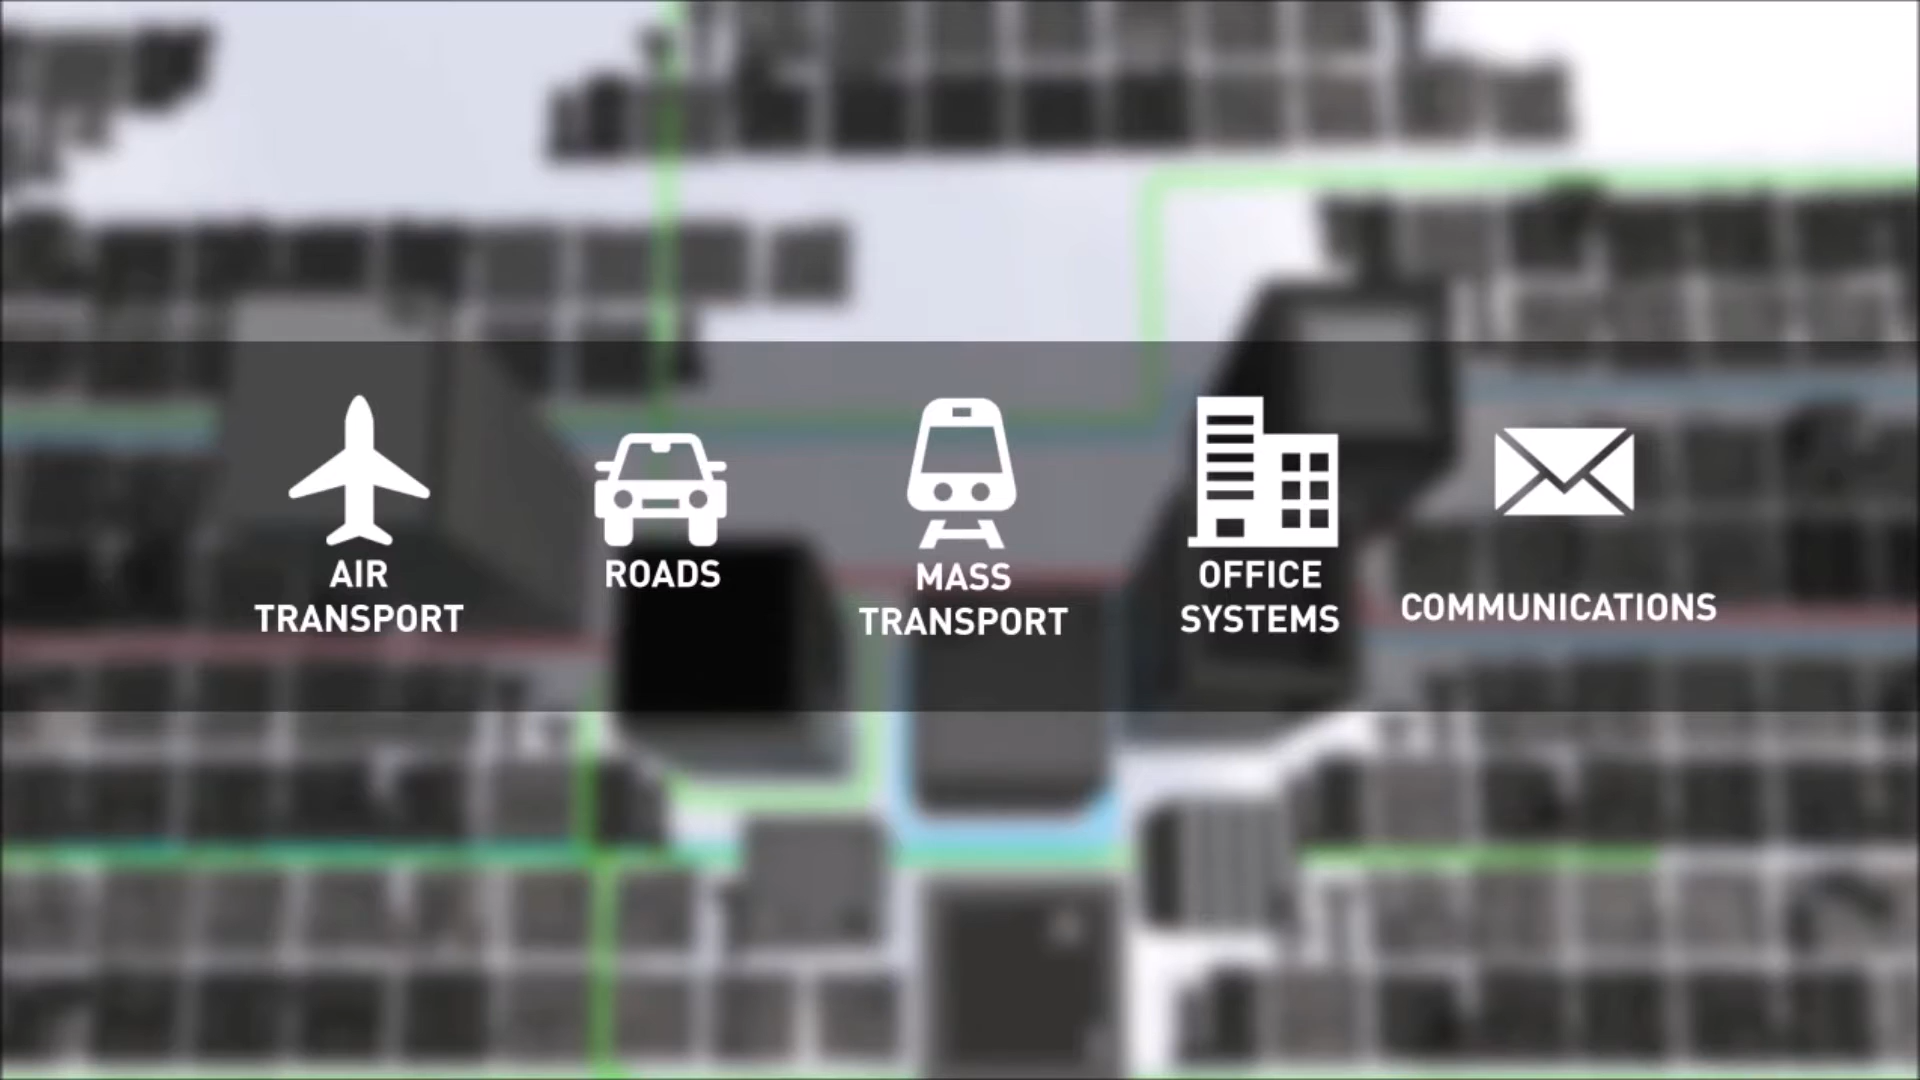 AIR
TRANSPORT
ROADS
MASS
TRANSPORT
OFFICE
SYSTEMS
COMMUNICATIONS